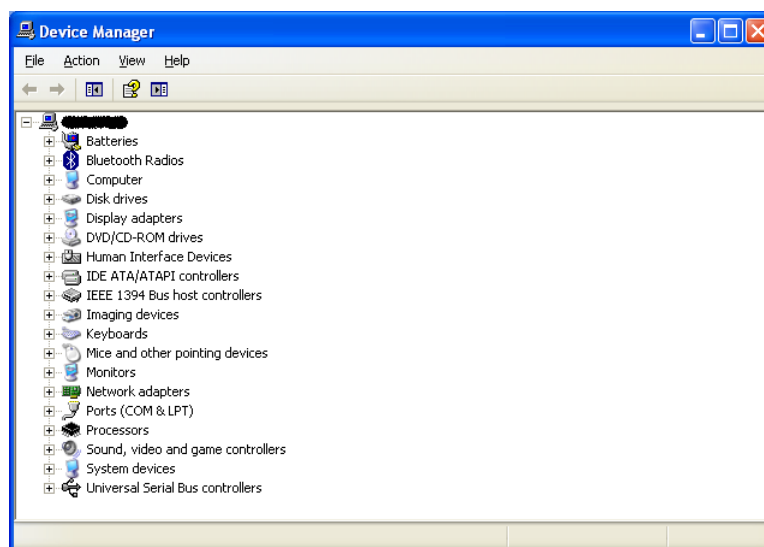 Device Manager
File Action View Help
Batteries
Bluetooth Radios
Computer
Disk drives
Display adapters
DVD/CD-ROM drives
Human Interface Devices
IDE ATA/ATAPI controllers
IEEE 1394 Bus host controllers
Imaging devices
Keyboards
Mice and other pointing devices
Monitors
Network adapters
Ports (COM & LPT)
Processors
Sound, video and game controllers
System devices
Universal Serial Bus controllers